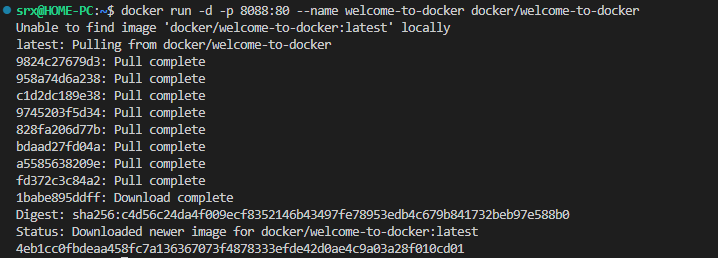 srx@HOME-PC:~$ docker run -d -p 8088:80 --name welcome-to-docker docker/welcome-to-docker
Unable to find image 'docker/welcome-to-docker:latest' locally
latest: Pulling from docker/welcome-to-docker
9824c27679d3: Pull complete
958a74d6a238: Pull complete
c1d2dc189e38: Pull complete
9745203f5d34: Pull complete
828fa206d77b: Pull complete
bdaad27fd04a: Pull complete
a5585638209e: Pull complete
fd372c3c84a2: Pull complete
1babe895ddff: Download complete
Digest: sha256:c4d56c24da4f009ecf8352146b43497fe78953edb4c679b841732beb97e588b0
Status: Downloaded newer image for docker/welcome-to-docker:latest
4eb1cc0fbdeaa458fc7a136367073f4878333efde42d0ae4c9a03a28f010cd01